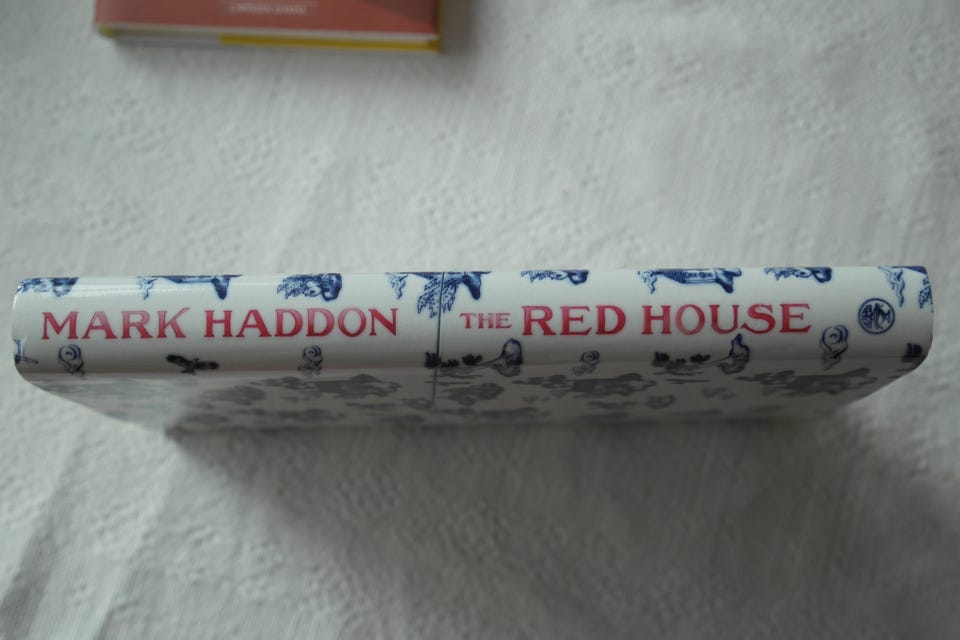 MARK HADDON THE RED HOUSE